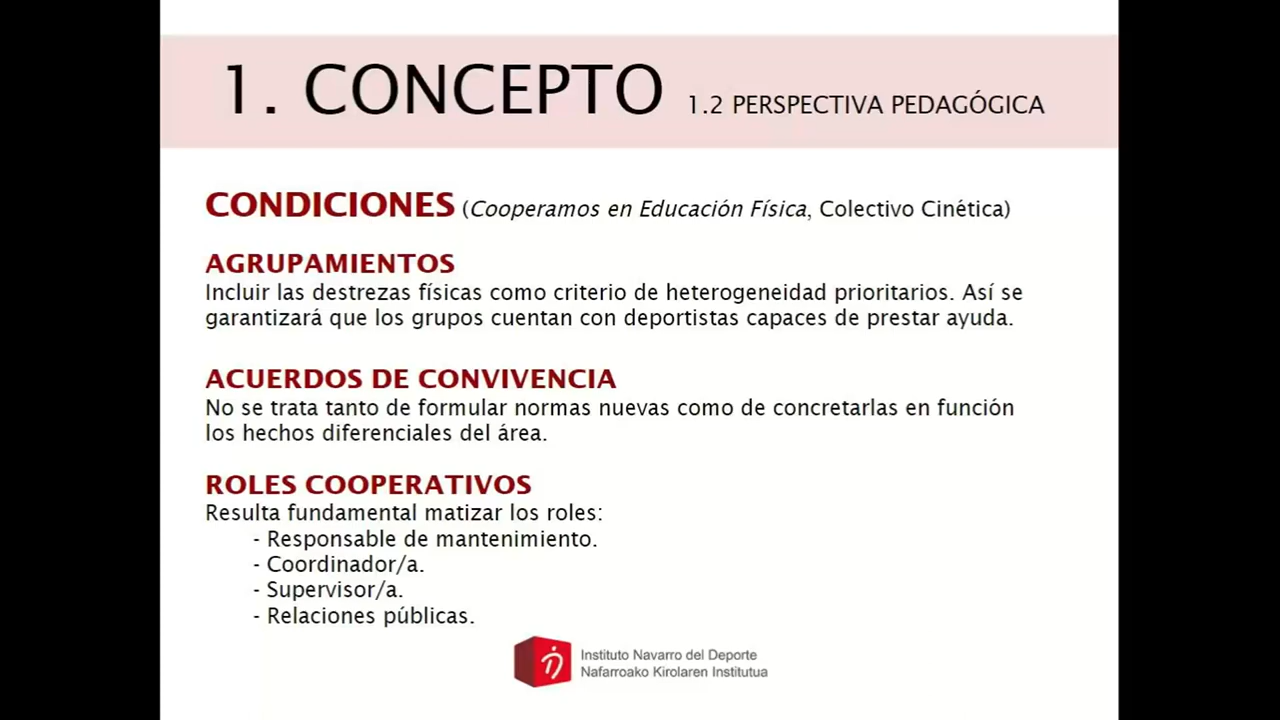 1. CONCEPTO 1.2 PERSPECTIVA PEDAGÓGICA
CONDICIONES (Cooperamos en Educación Física, Colectivo Cinética)
AGRUPAMIENTOS
Incluir las destrezas físicas como criterio de heterogeneidad prioritarios. Así se
garantizará que los grupos cuentan con deportistas capaces de prestar ayuda.
ACUERDOS DE CONVIVENCIA
No se trata tanto de formular normas nuevas como de concretarlas en función
los hechos diferenciales del área.
ROLES COOPERATIVOS
Resulta fundamental matizar los roles:
- Responsable de mantenimiento.
- Coordinador/a.
- Supervisor/a.
- Relaciones públicas.
Instituto Navarro del Deporte
Nafarroako Kirolaren Institutua